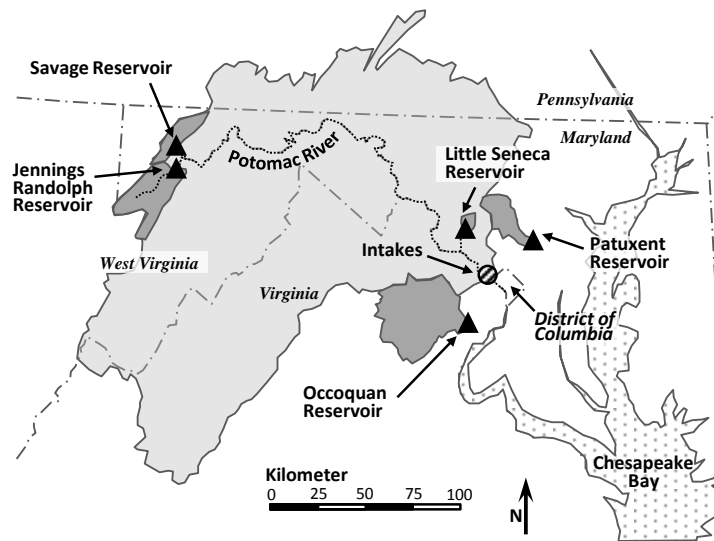 Savage Reservoir
Pennsylvania
Maryland
Jennings
Randolph
Reservoir
Potomac River
Little Seneca
Reservoir
Intakes
Patuxent
Reservoir
West Virginia
Virginia
District of
Columbia
Occoquan
Reservoir
Chesapeake
Bay
Kilometer
0 25 50 75 100
N